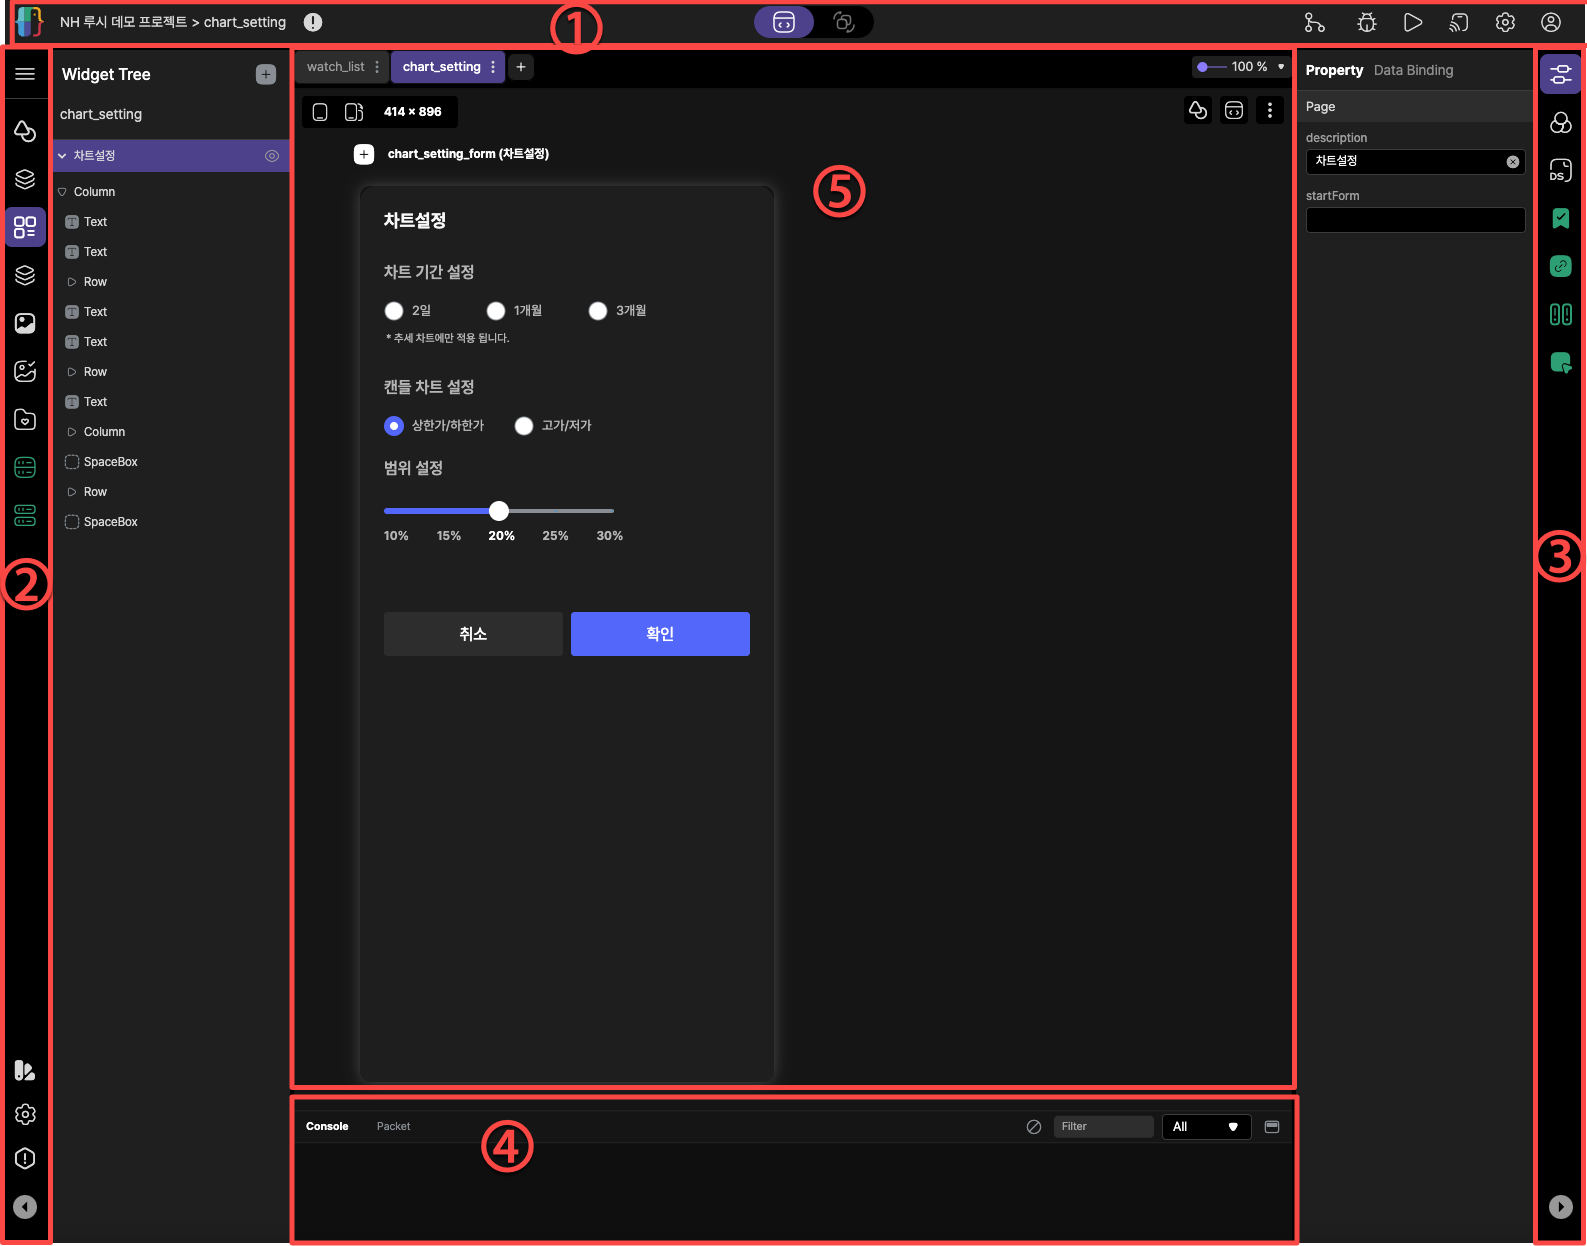 NH 루시 데모 프로젝트 > chart_setting
①
Widget Tree
chart_setting
차트설정
Column
Text
Text
Row
Text
Text
Row
Text
Column
SpaceBox
Row
SpaceBox
②
watch_list
chart_setting
100 %
414 × 896
chart_setting_form (차트설정)
⑤
차트설정
차트 기간 설정
2일
1개월
3개월
* 추세 차트에만 적용 됩니다.
캔들 차트 설정
상한가/하한가
고가/저가
범위 설정
10% 15% 20% 25% 30%
취소
확인
Console
Packet
Filter
All
④
Property
Data Binding
Page
description
차트설정
startForm
DS
③